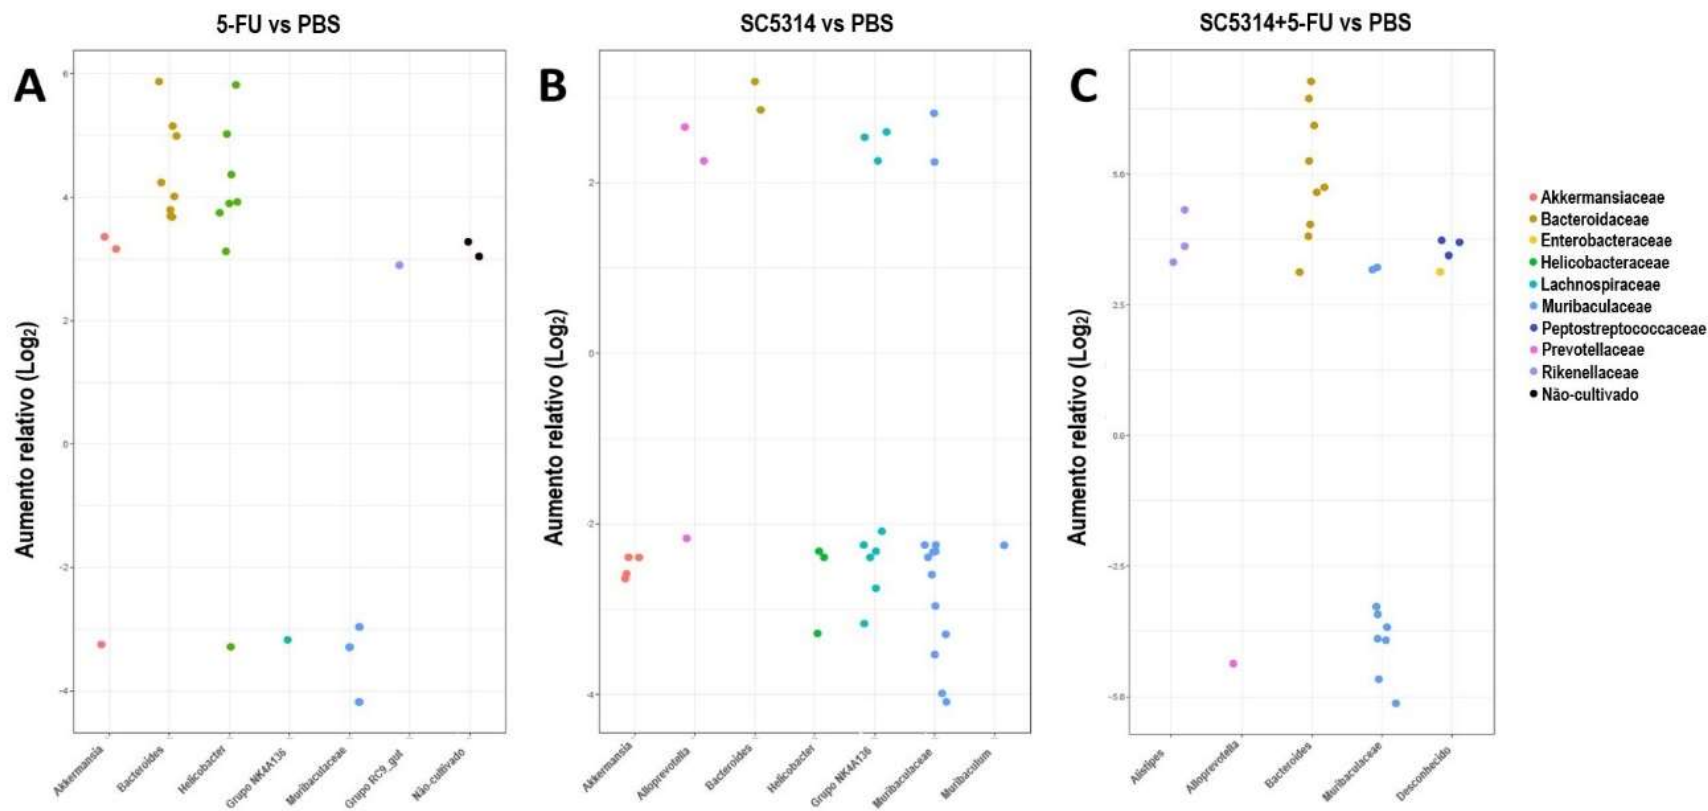 5-FU vs PBS
SC5314 vs PBS
SC5314+5-FU vs PBS
A
B
C
Aumento relativo (Log2)
6
4
2
0
-2
-4
Akkermansia
Bacteroides
Helicobacter
Grupo NK4A136
Muribaculaceae
Grupo RC9_gut
Não-cultivado
Aumento relativo (Log2)
2
0
-2
-4
Akkermansia
Alloprevotella
Bacteroides
Helicobacter
Grupo NK4A136
Muribaculaceae
Muribaculum
Aumento relativo (Log2)
5.0
2.5
0.0
-2.5
-5.0
Alistipes
Alloprevotella
Bacteroides
Muribaculaceae
Desconhecido
Akkermansiaceae
Bacteroidaceae
Enterobacteraceae
Helicobacteraceae
Lachnospiraceae
Muribaculaceae
Peptostreptococcaceae
Prevotellaceae
Rikenellaceae
Não-cultivado